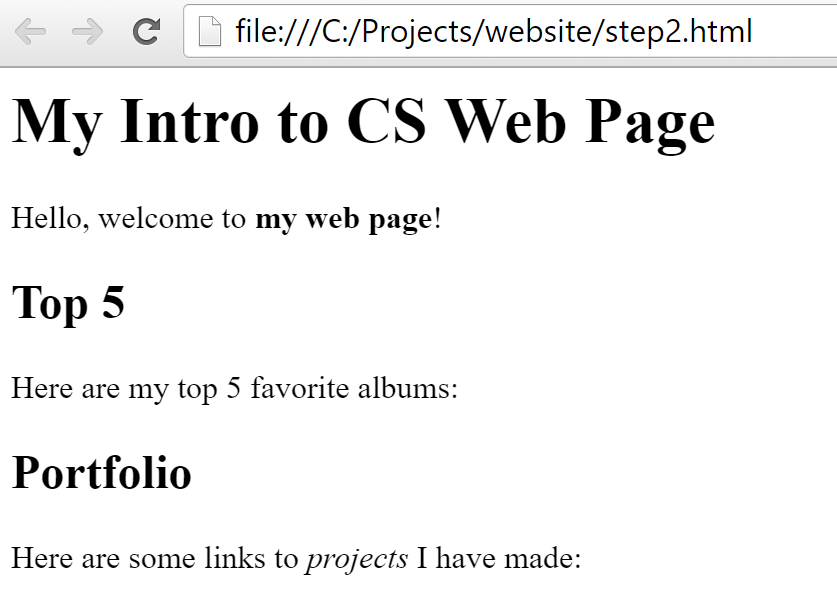 file:///C:/Projects/website/step2.html
My Intro to CS Web Page
Hello, welcome to my web page!
Top 5
Here are my top 5 favorite albums:
Portfolio
Here are some links to projects I have made: